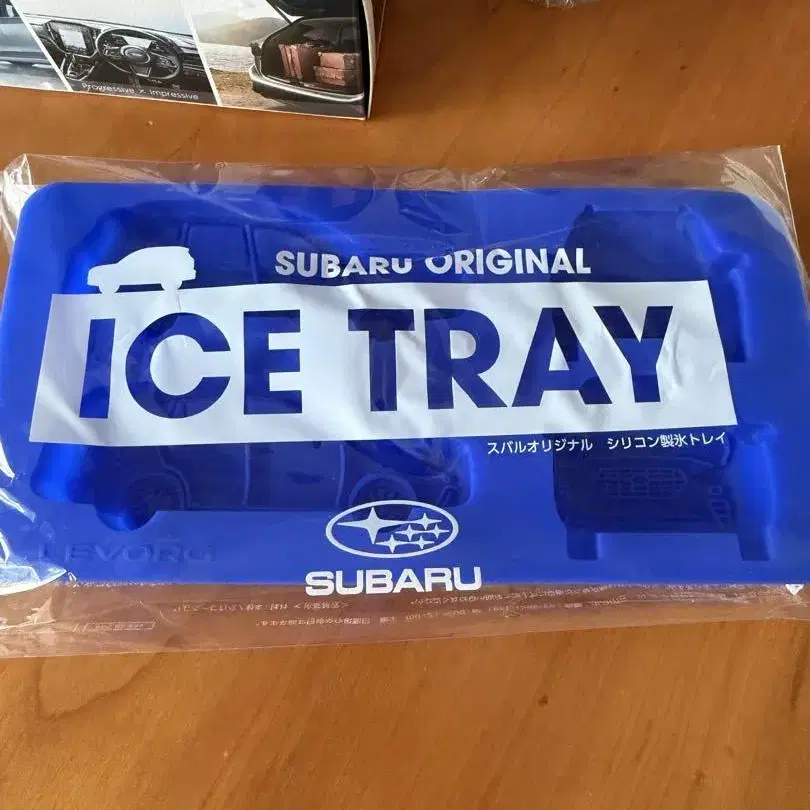 Progressive × Impressive
SUBARU ORIGINAL
ICE TRAY
スバルオリジナル シリコン製氷トレイ
LEVORG
SUBARU